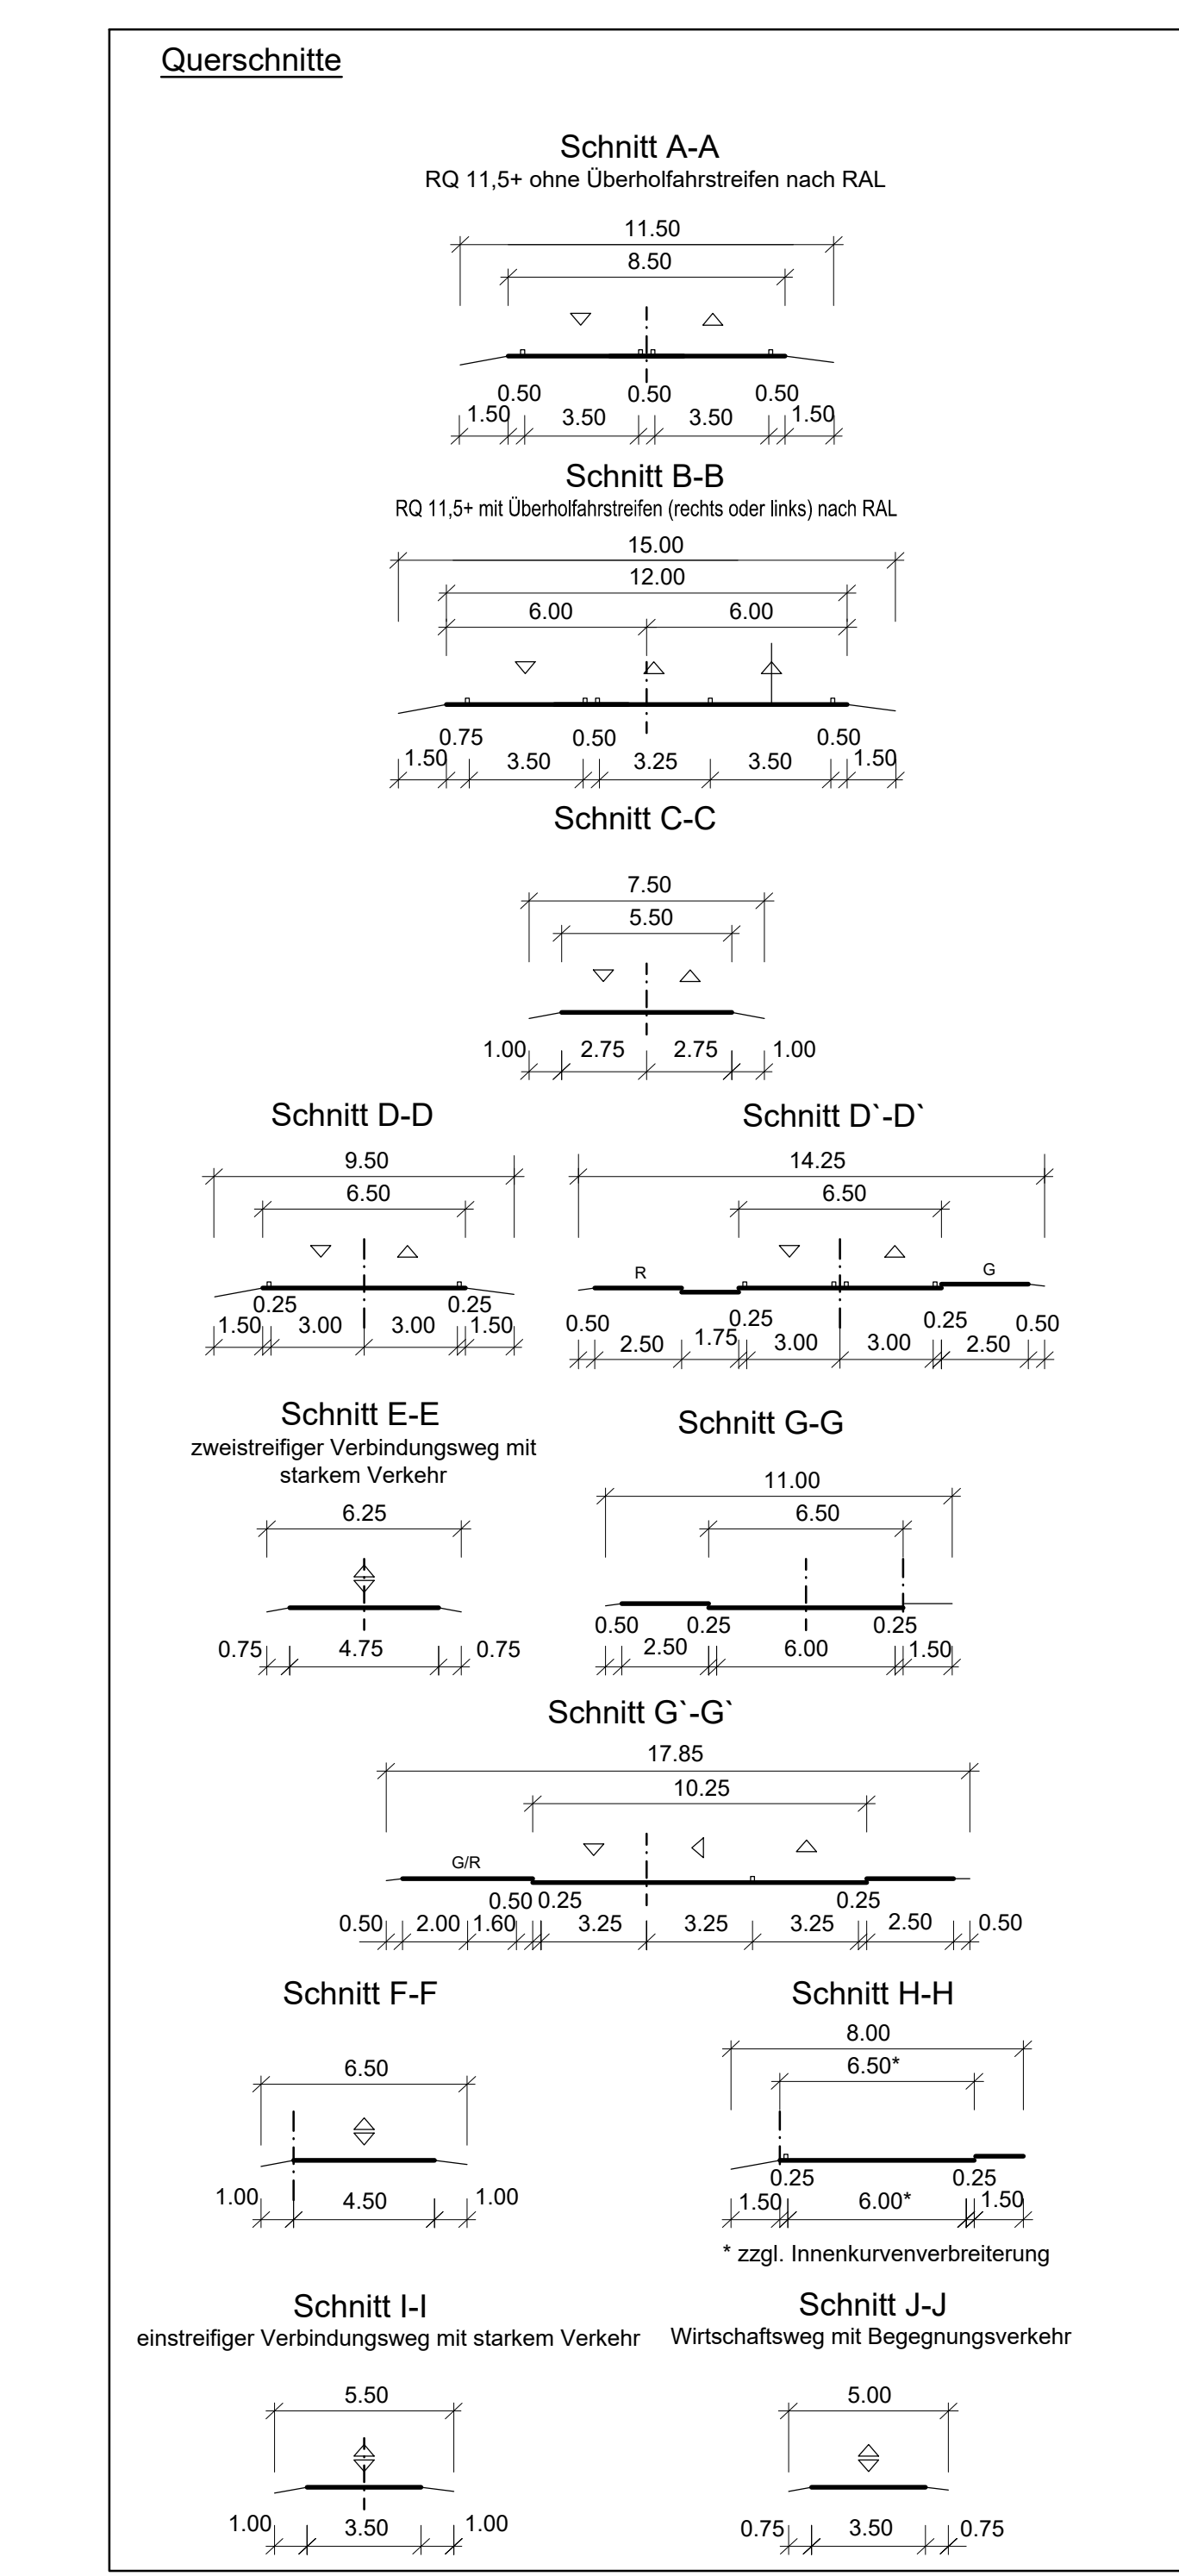 Querschnitte
Schnitt A-A
RQ 11,5+ ohne Überholfahrstreifen nach RAL
11.50
8.50
0.50 0.50 0.50
1.50 3.50 3.50 1.50
Schnitt B-B
RQ 11,5+ mit Überholfahrstreifen (rechts oder links) nach RAL
15.00
12.00
6.00 6.00
0.75 0.50 0.50
1.50 3.50 3.25 3.50 1.50
Schnitt C-C
7.50
5.50
1.00 2.75 2.75 1.00
Schnitt D-D
9.50
6.50
0.25 0.25
1.50 3.00 3.00 1.50
Schnitt D`-D`
14.25
6.50
R G
0.50 0.25 0.25 0.50
2.50 1.75 3.00 3.00 2.50
Schnitt E-E
zweistreifiger Verbindungsweg mit
starkem Verkehr
6.25
0.75 4.75 0.75
Schnitt G-G
11.00
6.50
0.50 0.25 0.25
2.50 6.00 1.50
Schnitt G`-G`
17.85
10.25
G/R
0.50 0.25 0.25
0.50 2.00 1.60 3.25 3.25 3.25 2.50 0.50
Schnitt F-F
6.50
1.00 4.50 1.00
Schnitt H-H
8.00
6.50*
0.25 0.25
1.50 6.00* 1.50
* zzgl. Innenkurvenverbreiterung
Schnitt I-I
einstreifiger Verbindungsweg mit starkem Verkehr
5.50
1.00 3.50 1.00
Schnitt J-J
Wirtschaftsweg mit Begegnungsverkehr
5.00
0.75 3.50 0.75